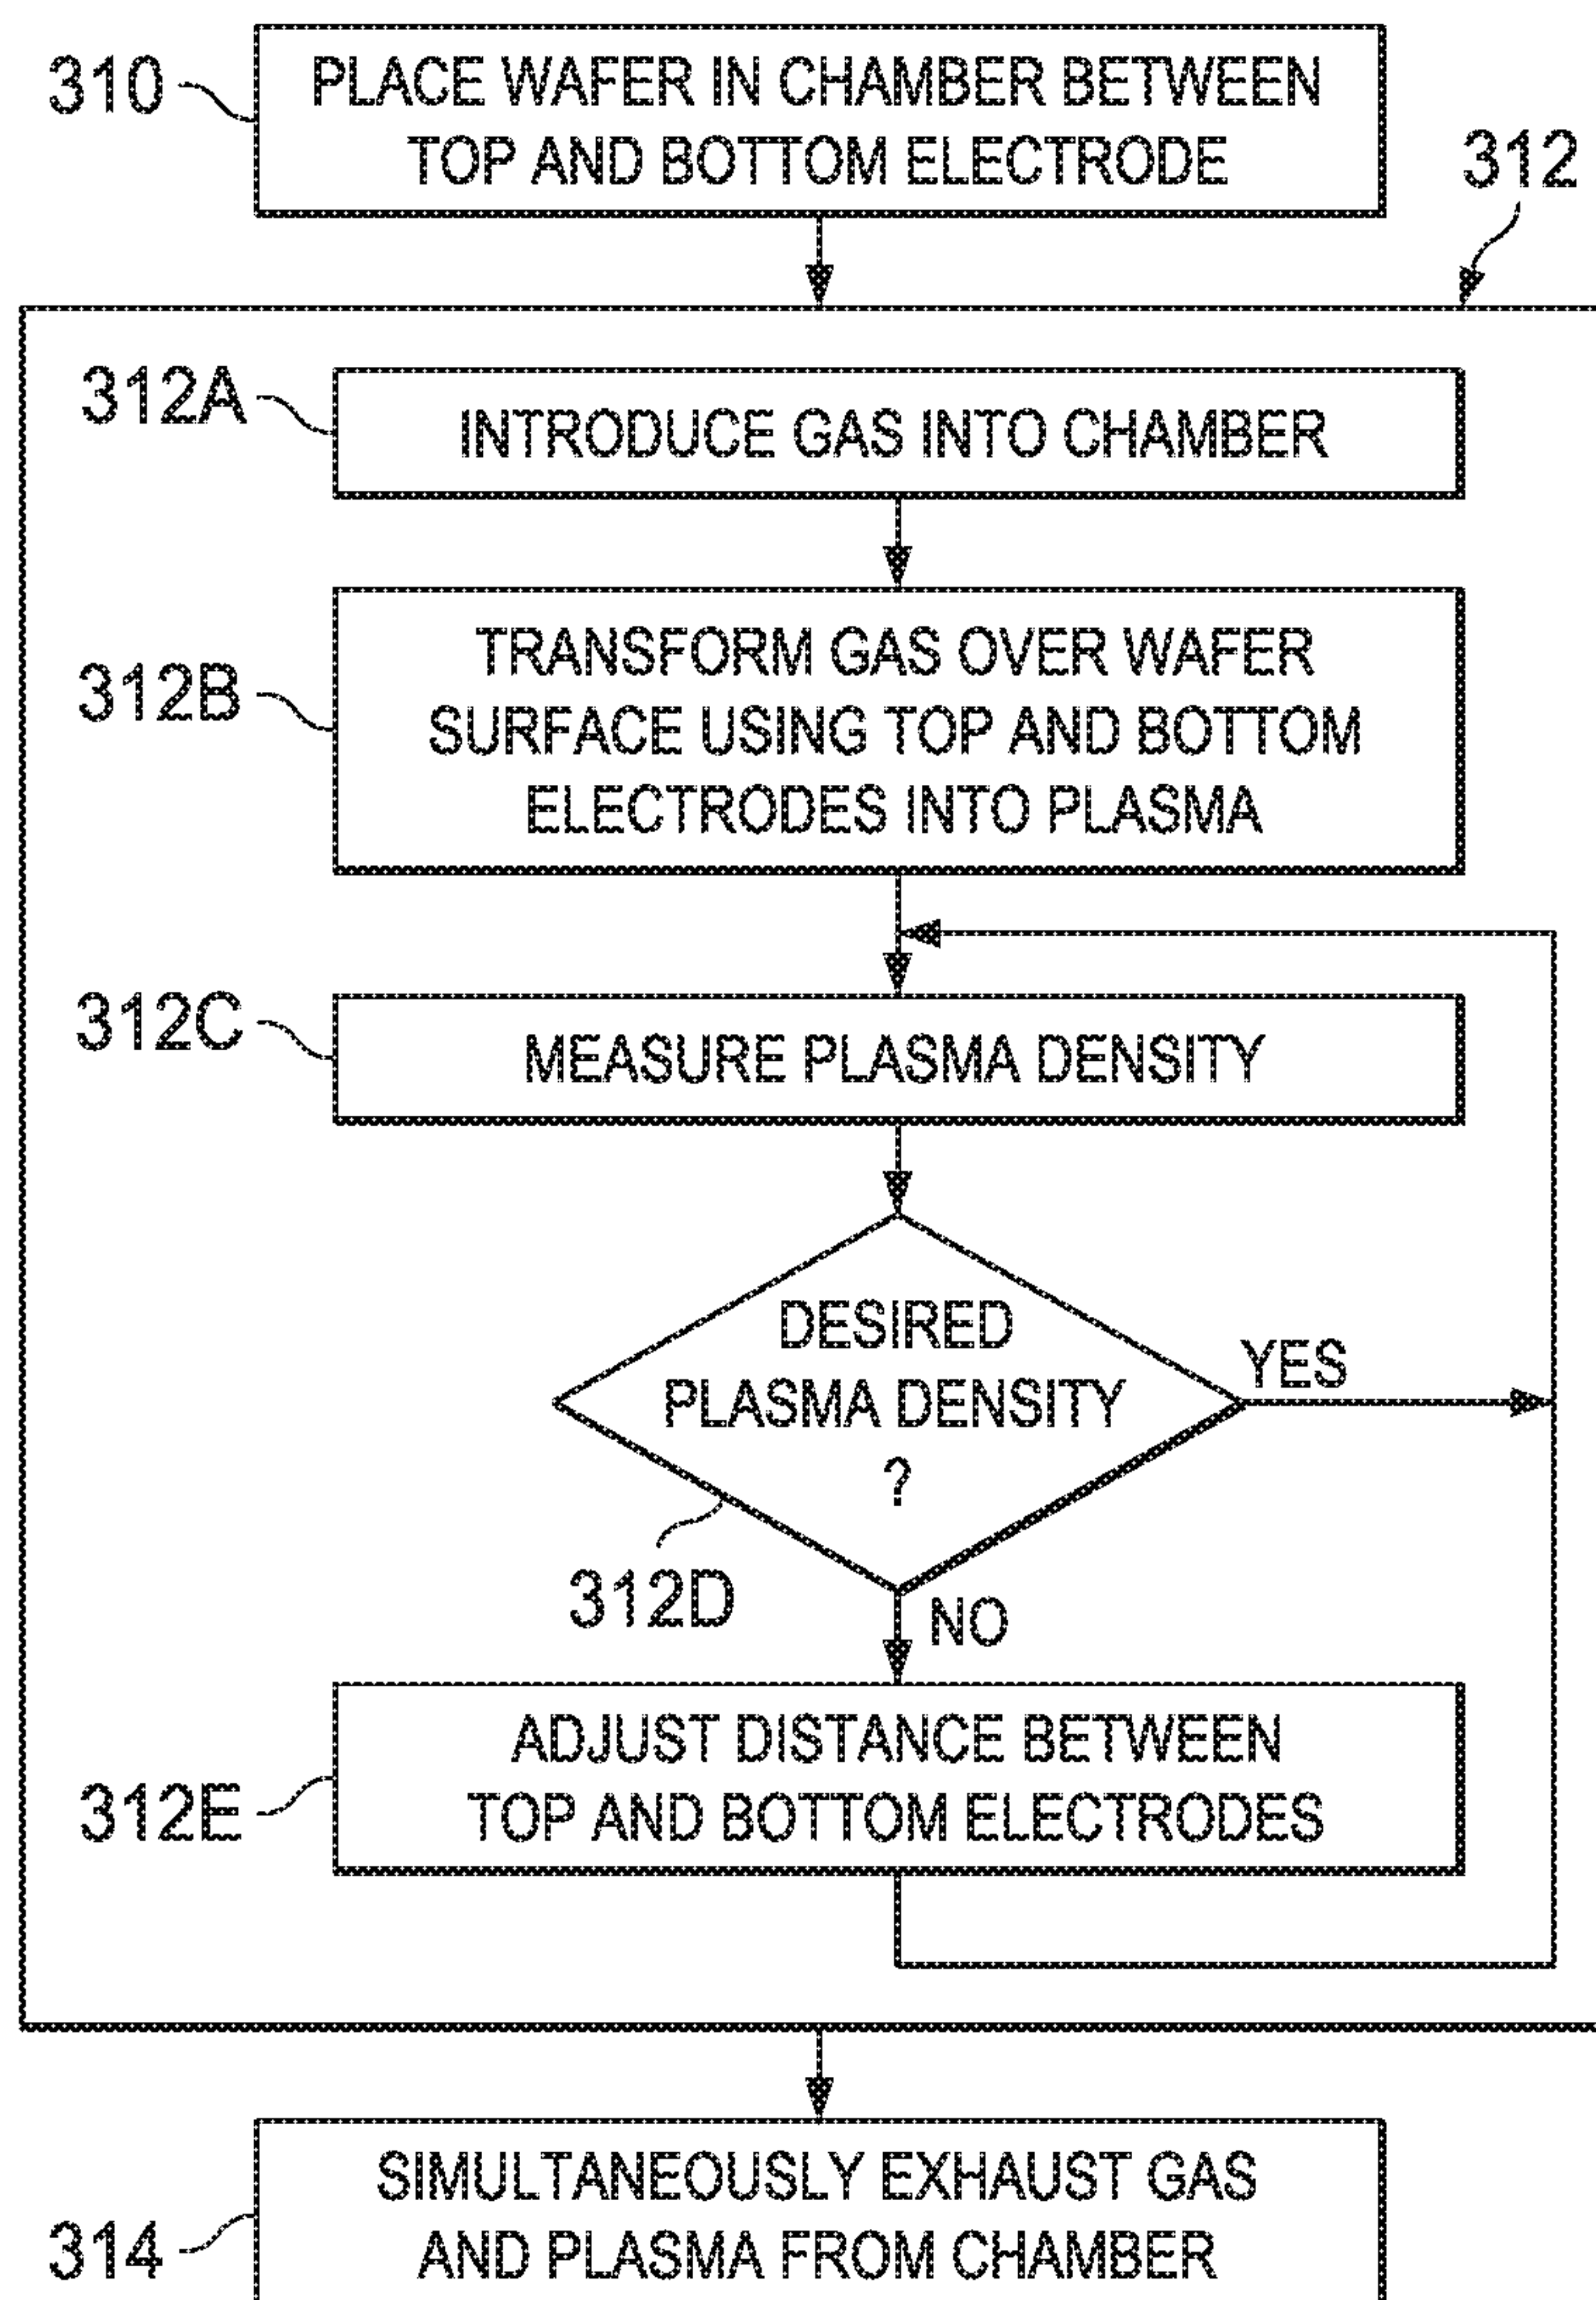 310
PLACE WAFER IN CHAMBER BETWEEN
TOP AND BOTTOM ELECTRODE
312
312A
INTRODUCE GAS INTO CHAMBER
312B
TRANSFORM GAS OVER WAFER
SURFACE USING TOP AND BOTTOM
ELECTRODES INTO PLASMA
312C
MEASURE PLASMA DENSITY
DESIRED
PLASMA DENSITY
?
YES
312D
NO
312E
ADJUST DISTANCE BETWEEN
TOP AND BOTTOM ELECTRODES
314
SIMULTANEOUSLY EXHAUST GAS
AND PLASMA FROM CHAMBER